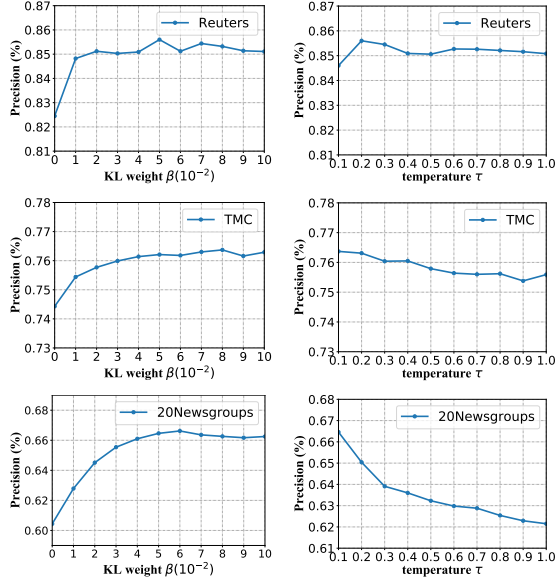 Reuters
0.87
0.86
0.85
0.84
0.83
0.82
0.81
Precision (%)
0 1 2 3 4 5 6 7 8 9 10
KL weight β(10⁻²)
Reuters
0.87
0.86
0.85
0.84
0.83
0.82
0.81
Precision (%)
0.1 0.2 0.3 0.4 0.5 0.6 0.7 0.8 0.9 1.0
temperature τ
TMC
0.78
0.77
0.76
0.75
0.74
0.73
Precision (%)
0 1 2 3 4 5 6 7 8 9 10
KL weight β(10⁻²)
TMC
0.78
0.77
0.76
0.75
0.74
0.73
Precision (%)
0.1 0.2 0.3 0.4 0.5 0.6 0.7 0.8 0.9 1.0
temperature τ
20Newsgroups
0.68
0.66
0.64
0.62
0.60
Precision (%)
0 1 2 3 4 5 6 7 8 9 10
KL weight β(10⁻²)
20Newsgroups
0.68
0.67
0.66
0.65
0.64
0.63
0.62
0.61
Precision (%)
0.1 0.2 0.3 0.4 0.5 0.6 0.7 0.8 0.9 1.0
temperature τ